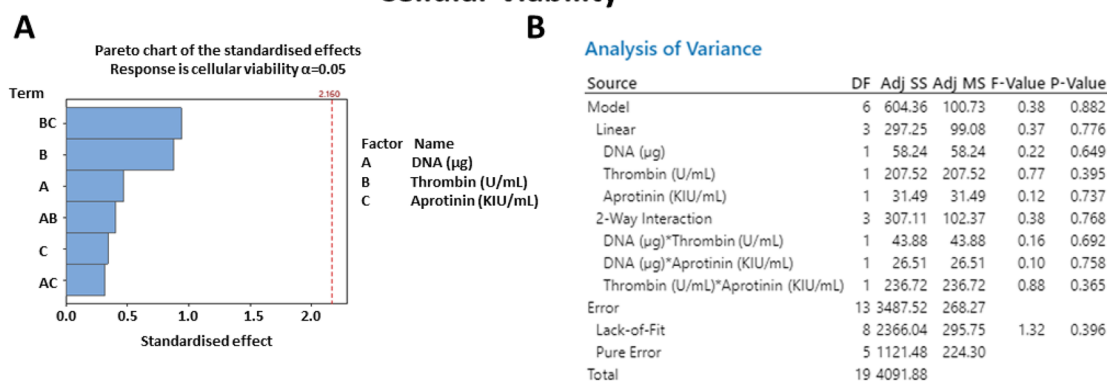 A
Pareto chart of the standardised effects
Response is cellular viability α=0.05
Term
2.160
BC
B
A
AB
C
AC
0.0 0.5 1.0 1.5 2.0
Standardised effect
Factor Name
A DNA (μg)
B Thrombin (U/mL)
C Aprotinin (KIU/mL)
B
Analysis of Variance
Source DF Adj SS Adj MS F-Value P-Value
Model 6 604.36 100.73 0.38 0.882
Linear 3 297.25 99.08 0.37 0.776
DNA (μg) 1 58.24 58.24 0.22 0.649
Thrombin (U/mL) 1 207.52 207.52 0.77 0.395
Aprotinin (KIU/mL) 1 31.49 31.49 0.12 0.737
2-Way Interaction 3 307.11 102.37 0.38 0.768
DNA (μg)*Thrombin (U/mL) 1 43.88 43.88 0.16 0.692
DNA (μg)*Aprotinin (KIU/mL) 1 26.51 26.51 0.10 0.758
Thrombin (U/mL)*Aprotinin (KIU/mL) 1 236.72 236.72 0.88 0.365
Error 13 3487.52 268.27
Lack-of-Fit 8 2366.04 295.75 1.32 0.396
Pure Error 5 1121.48 224.30
Total 19 4091.88